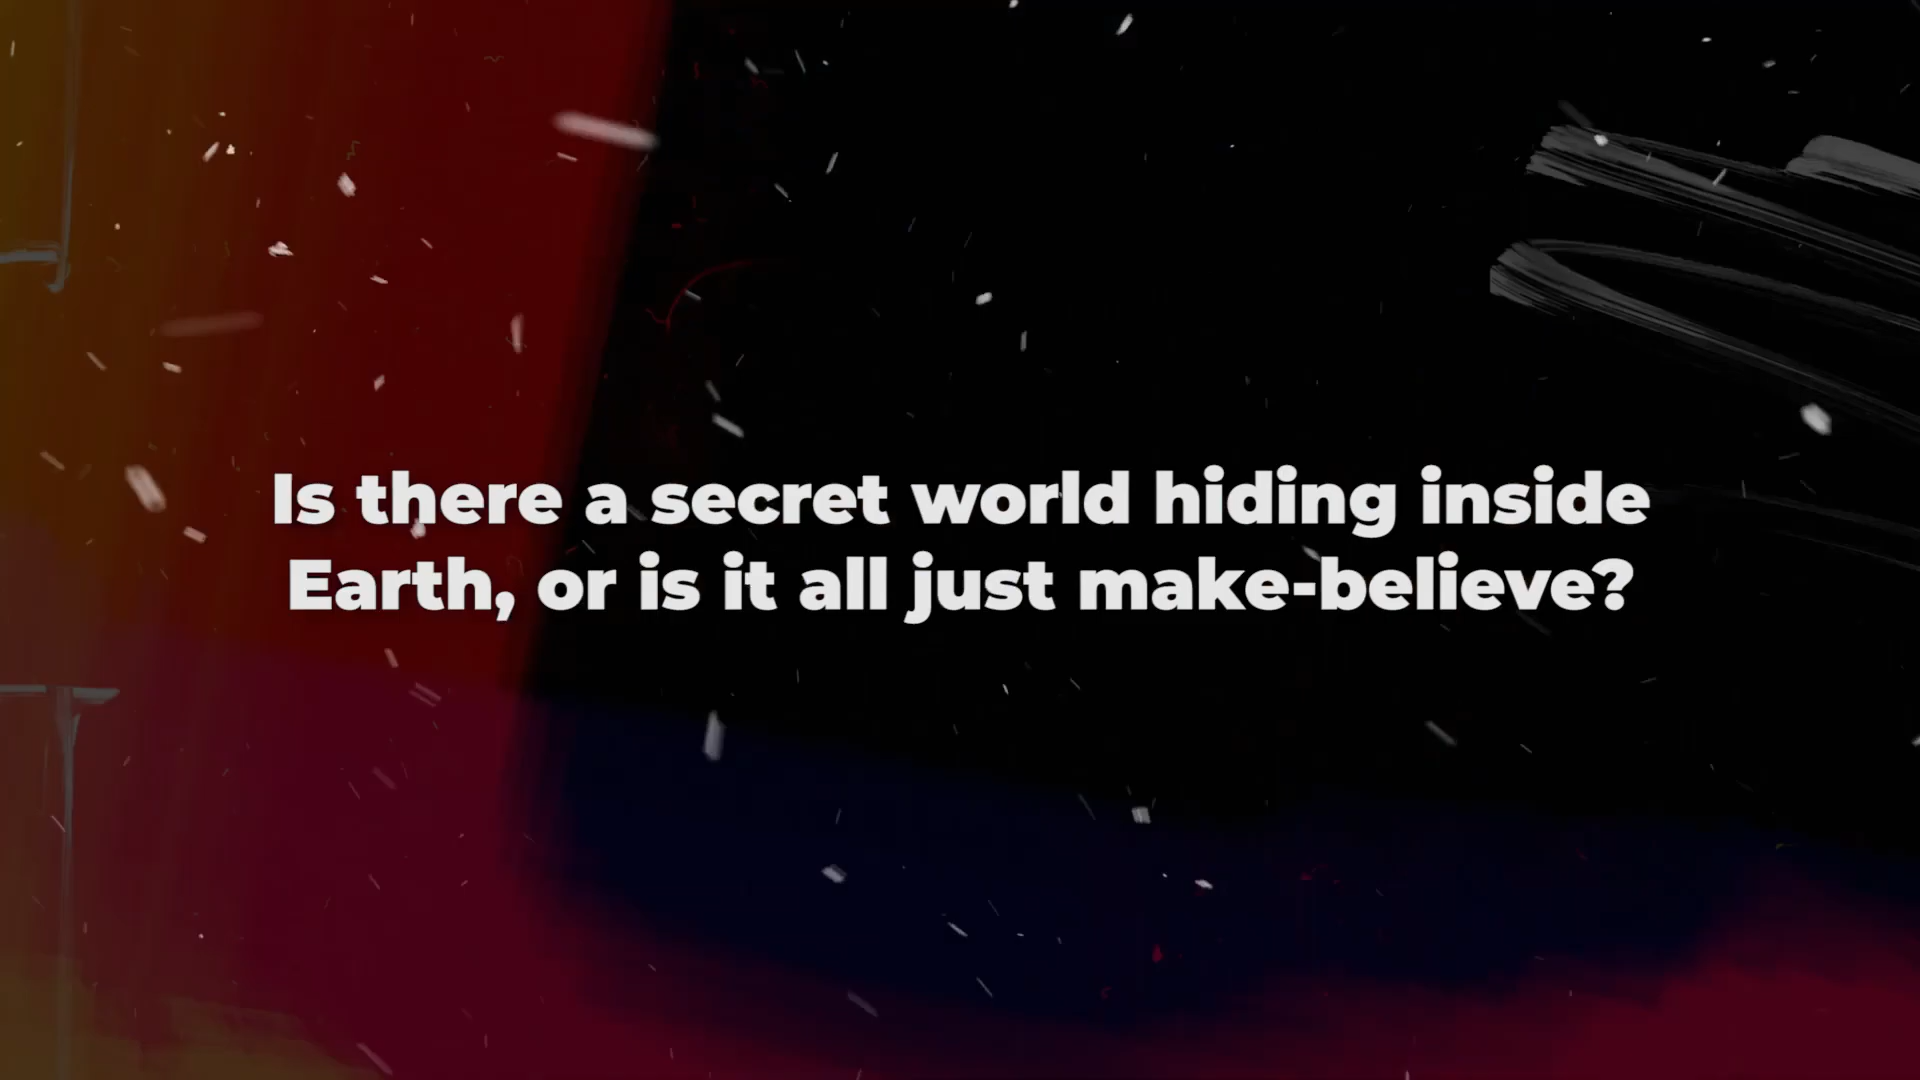 Is there a secret world hiding inside
Earth, or is it all just make-believe?